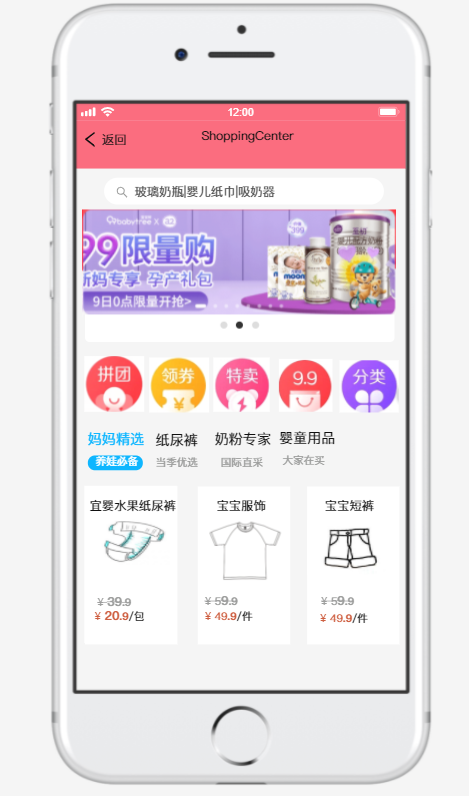 12:00
返回
ShoppingCenter
玻璃奶瓶|婴儿纸巾|吸奶器
babytree X
99限量购
新妈专享 孕产礼包
9日0点限量开抢>
399
moony
拼团
领券
特卖
9.9
分类
妈妈精选 纸尿裤 奶粉专家 婴童用品
养娃必备 当季优选 国际直采 大家在买
宜婴水果纸尿裤
¥ 39.9
¥ 20.9/包
宝宝服饰
¥ 59.9
¥ 49.9/件
宝宝短裤
¥ 59.9
¥ 49.9/件